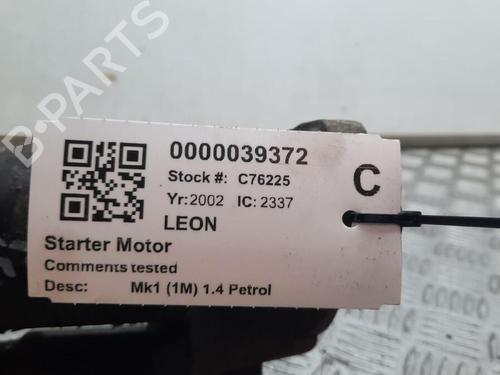 B-PARTS
0000039372
Stock #: C76225
C
Yr:2002 IC: 2337
LEON
Starter Motor
Comments tested
Desc: Mk1 (1M) 1.4 Petrol